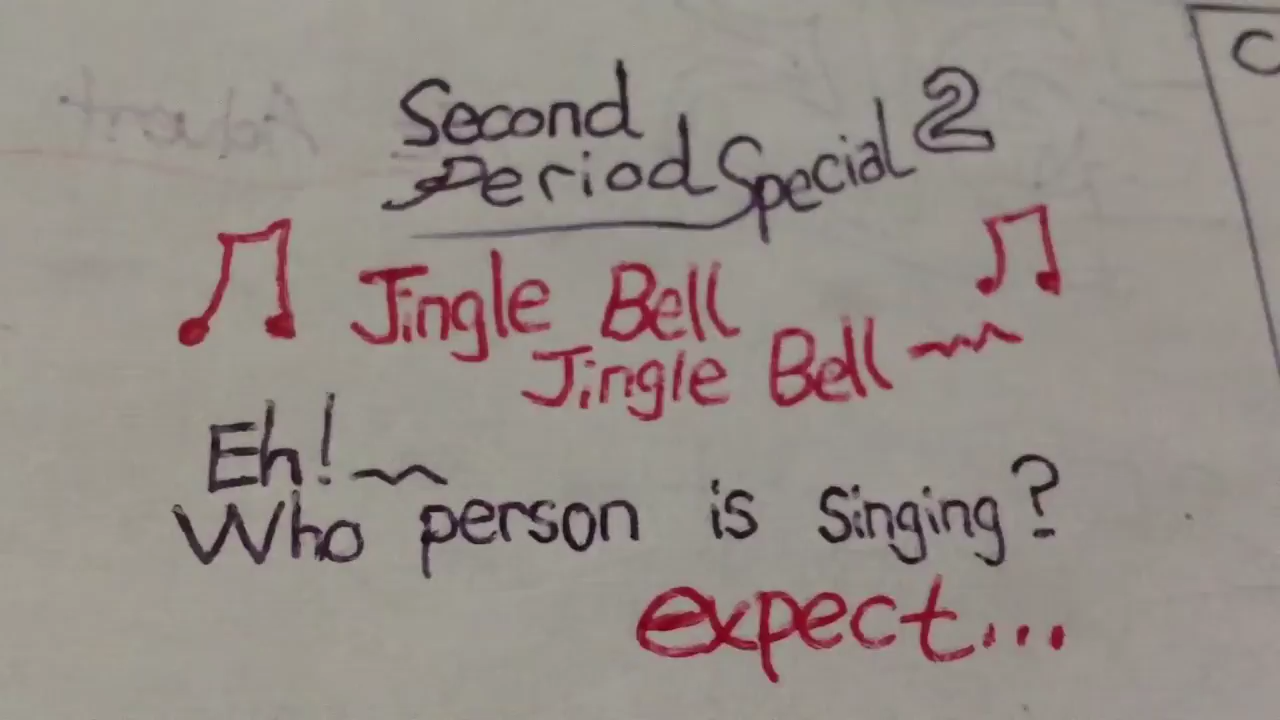 Second
Period Special 2
♫ Jingle Bell ♫
Jingle Bell ~~
Eh! ~~
Who person is singing?
expect...